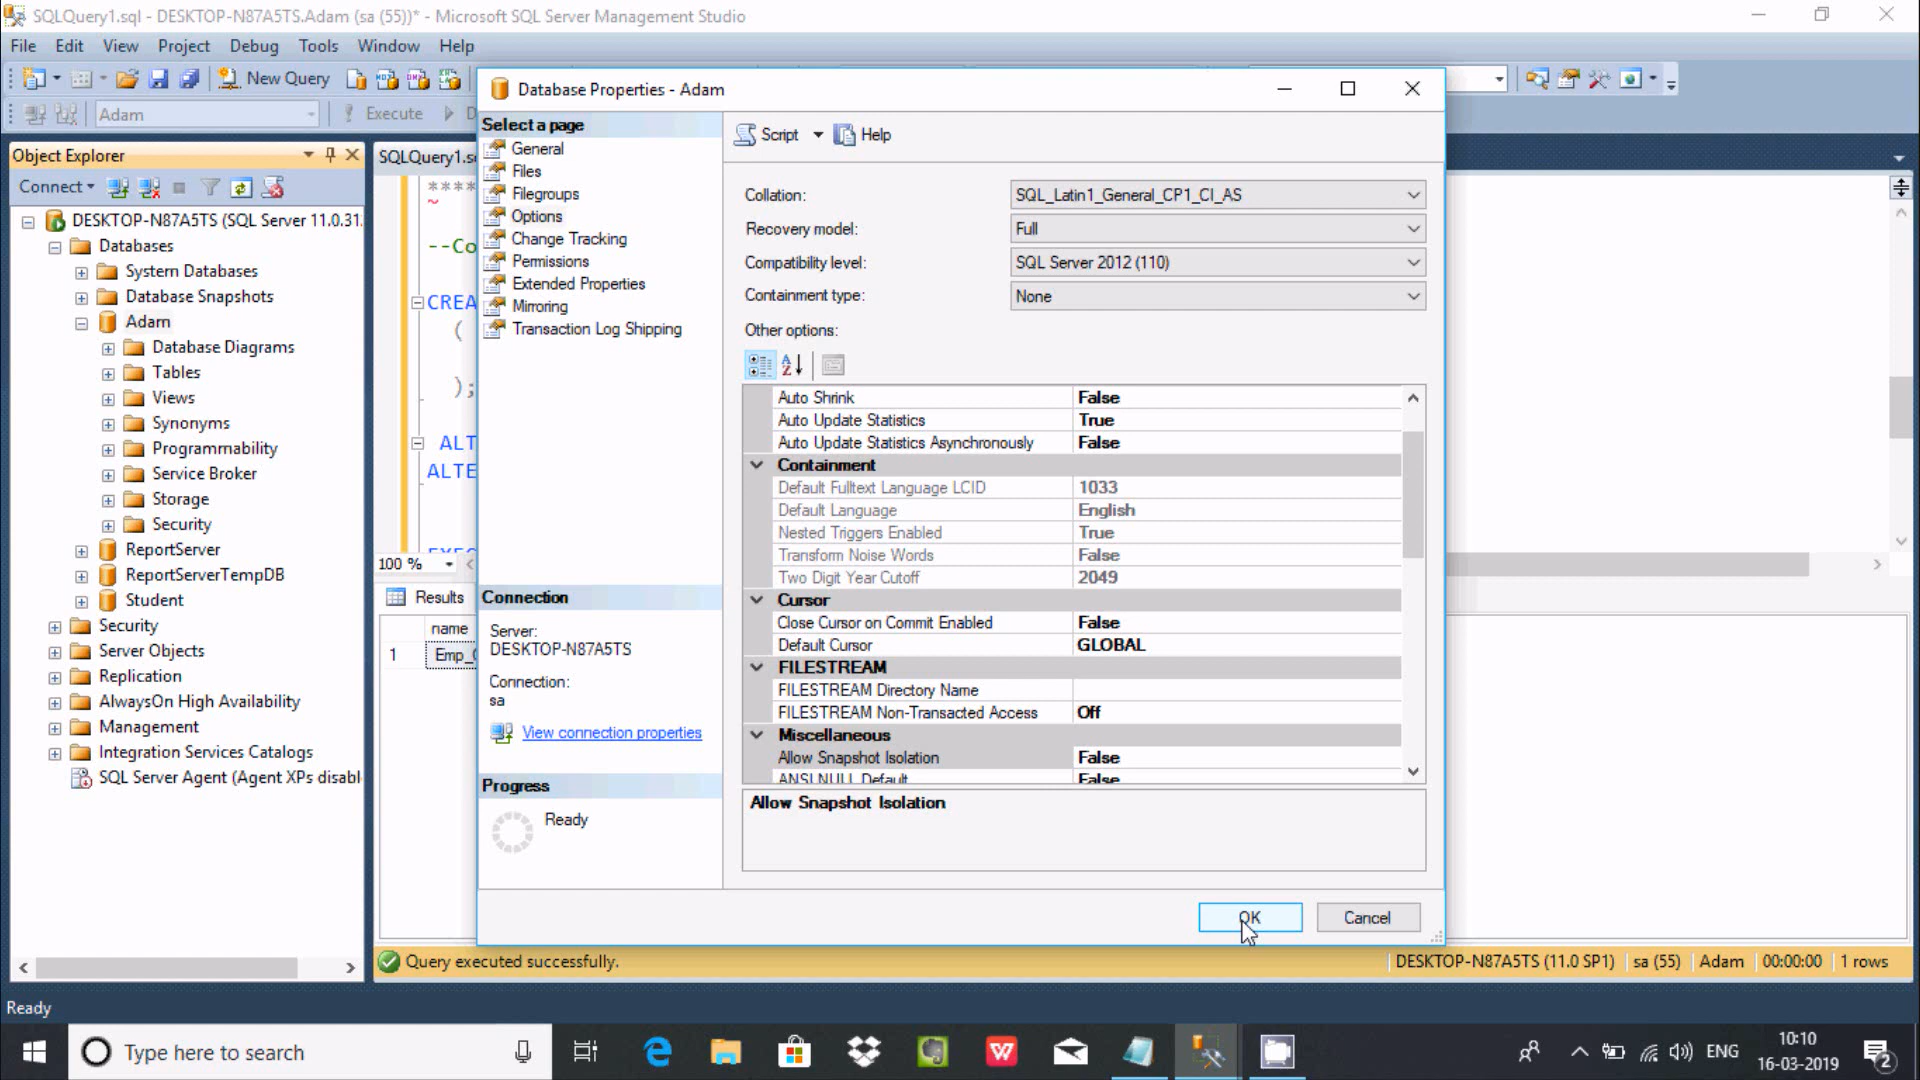 SQLQuery1.sql - DESKTOP-N87A5TS.Adam (sa (55))* - Microsoft SQL Server Management Studio
File Edit View Project Debug Tools Window Help
New Query
Adam
Execute
Object Explorer
Connect
DESKTOP-N87A5TS (SQL Server 11.0.31
Databases
System Databases
Database Snapshots
Adam
Database Diagrams
Tables
Views
Synonyms
Programmability
Service Broker
Storage
Security
ReportServer
ReportServerTempDB
Student
Security
Server Objects
Replication
AlwaysOn High Availability
Management
Integration Services Catalogs
SQL Server Agent (Agent XPs disabl
SQLQuery1.s
****
--Co
CREA
(
);
ALT
ALTE
100 %
Results
name
1 Emp_
Database Properties - Adam
Select a page
General
Files
Filegroups
Options
Change Tracking
Permissions
Extended Properties
Mirroring
Transaction Log Shipping
Connection
Server:
DESKTOP-N87A5TS
Connection:
sa
View connection properties
Progress
Ready
Script Help
Collation: SQL_Latin1_General_CP1_CI_AS
Recovery model: Full
Compatibility level: SQL Server 2012 (110)
Containment type: None
Other options:
Auto Shrink False
Auto Update Statistics True
Auto Update Statistics Asynchronously False
Containment
Default Fulltext Language LCID 1033
Default Language English
Nested Triggers Enabled True
Transform Noise Words False
Two Digit Year Cutoff 2049
Cursor
Close Cursor on Commit Enabled False
Default Cursor GLOBAL
FILESTREAM
FILESTREAM Directory Name
FILESTREAM Non-Transacted Access Off
Miscellaneous
Allow Snapshot Isolation False
ANSI NULL Default False
Allow Snapshot Isolation
OK Cancel
Query executed successfully.
DESKTOP-N87A5TS (11.0 SP1) sa (55) Adam 00:00:00 1 rows
Ready
Type here to search
ENG
10:10
16-03-2019
2